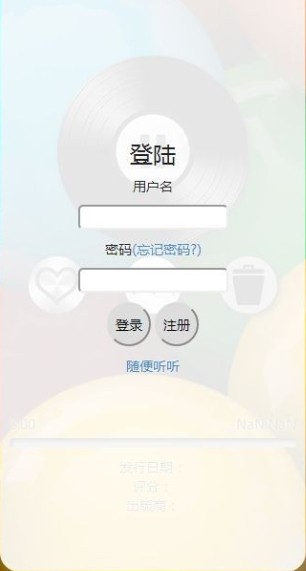 登陆
用户名
密码(忘记密码?)
登录 注册
随便听听
发行日期：
评分：
出版商：